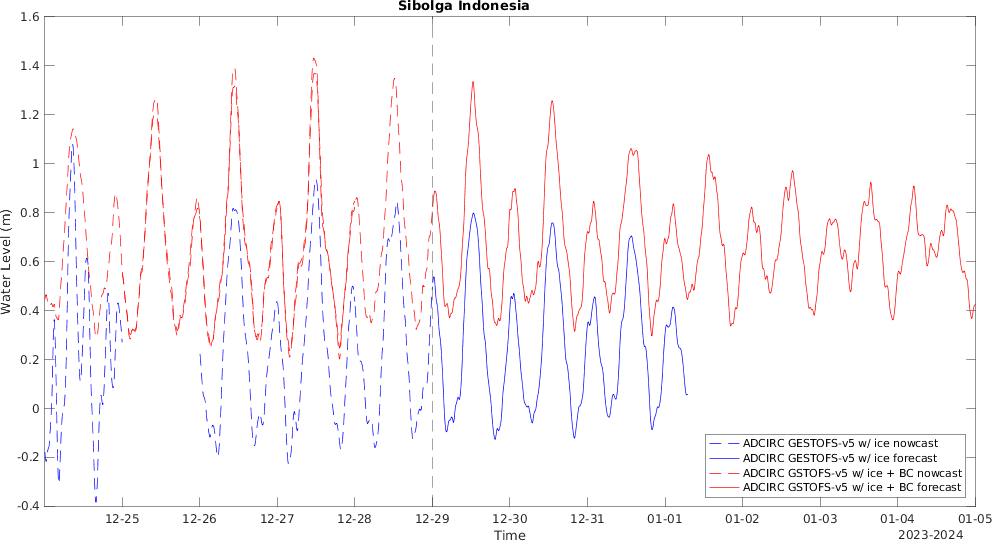 Sibolga Indonesia
Water Level (m)
1.6
1.4
1.2
1
0.8
0.6
0.4
0.2
0
-0.2
-0.4
ADCIRC GESTOFS-v5 w/ ice nowcast
ADCIRC GESTOFS-v5 w/ ice forecast
ADCIRC GSTOFS-v5 w/ ice + BC nowcast
ADCIRC GSTOFS-v5 w/ ice + BC forecast
12-25 12-26 12-27 12-28 12-29 12-30 12-31 01-01 01-02 01-03 01-04 01-05
Time
2023-2024